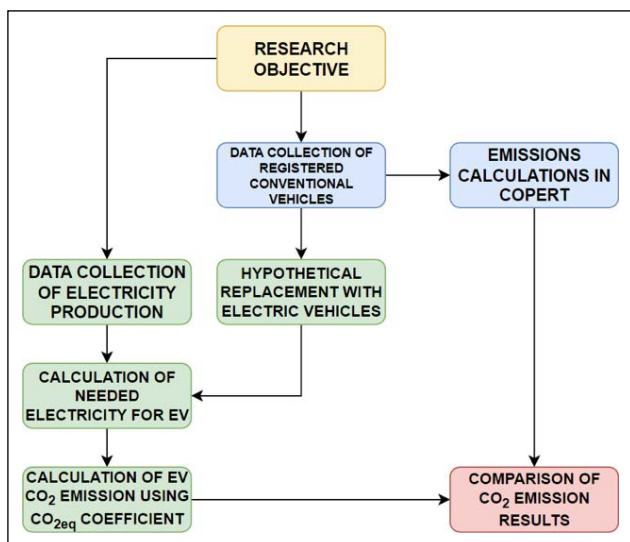 RESEARCH
OBJECTIVE
DATA COLLECTION OF
REGISTERED
CONVENTIONAL
VEHICLES
EMISSIONS
CALCULATIONS IN
COPERT
DATA COLLECTION
OF ELECTRICITY
PRODUCTION
HYPOTHETICAL
REPLACEMENT WITH
ELECTRIC VEHICLES
CALCULATION OF
NEEDED
ELECTRICITY FOR EV
CALCULATION OF EV
CO₂ EMISSION USING
CO₂eq COEFFICIENT
COMPARISON OF
CO₂ EMISSION
RESULTS